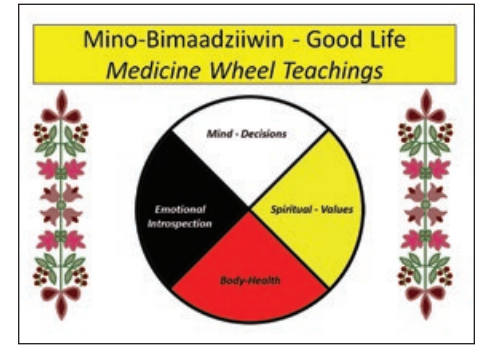 Mino-Bimaadziiwin - Good Life
Medicine Wheel Teachings
Mind - Decisions
Emotional
Introspection
Spiritual - Values
Body-Health